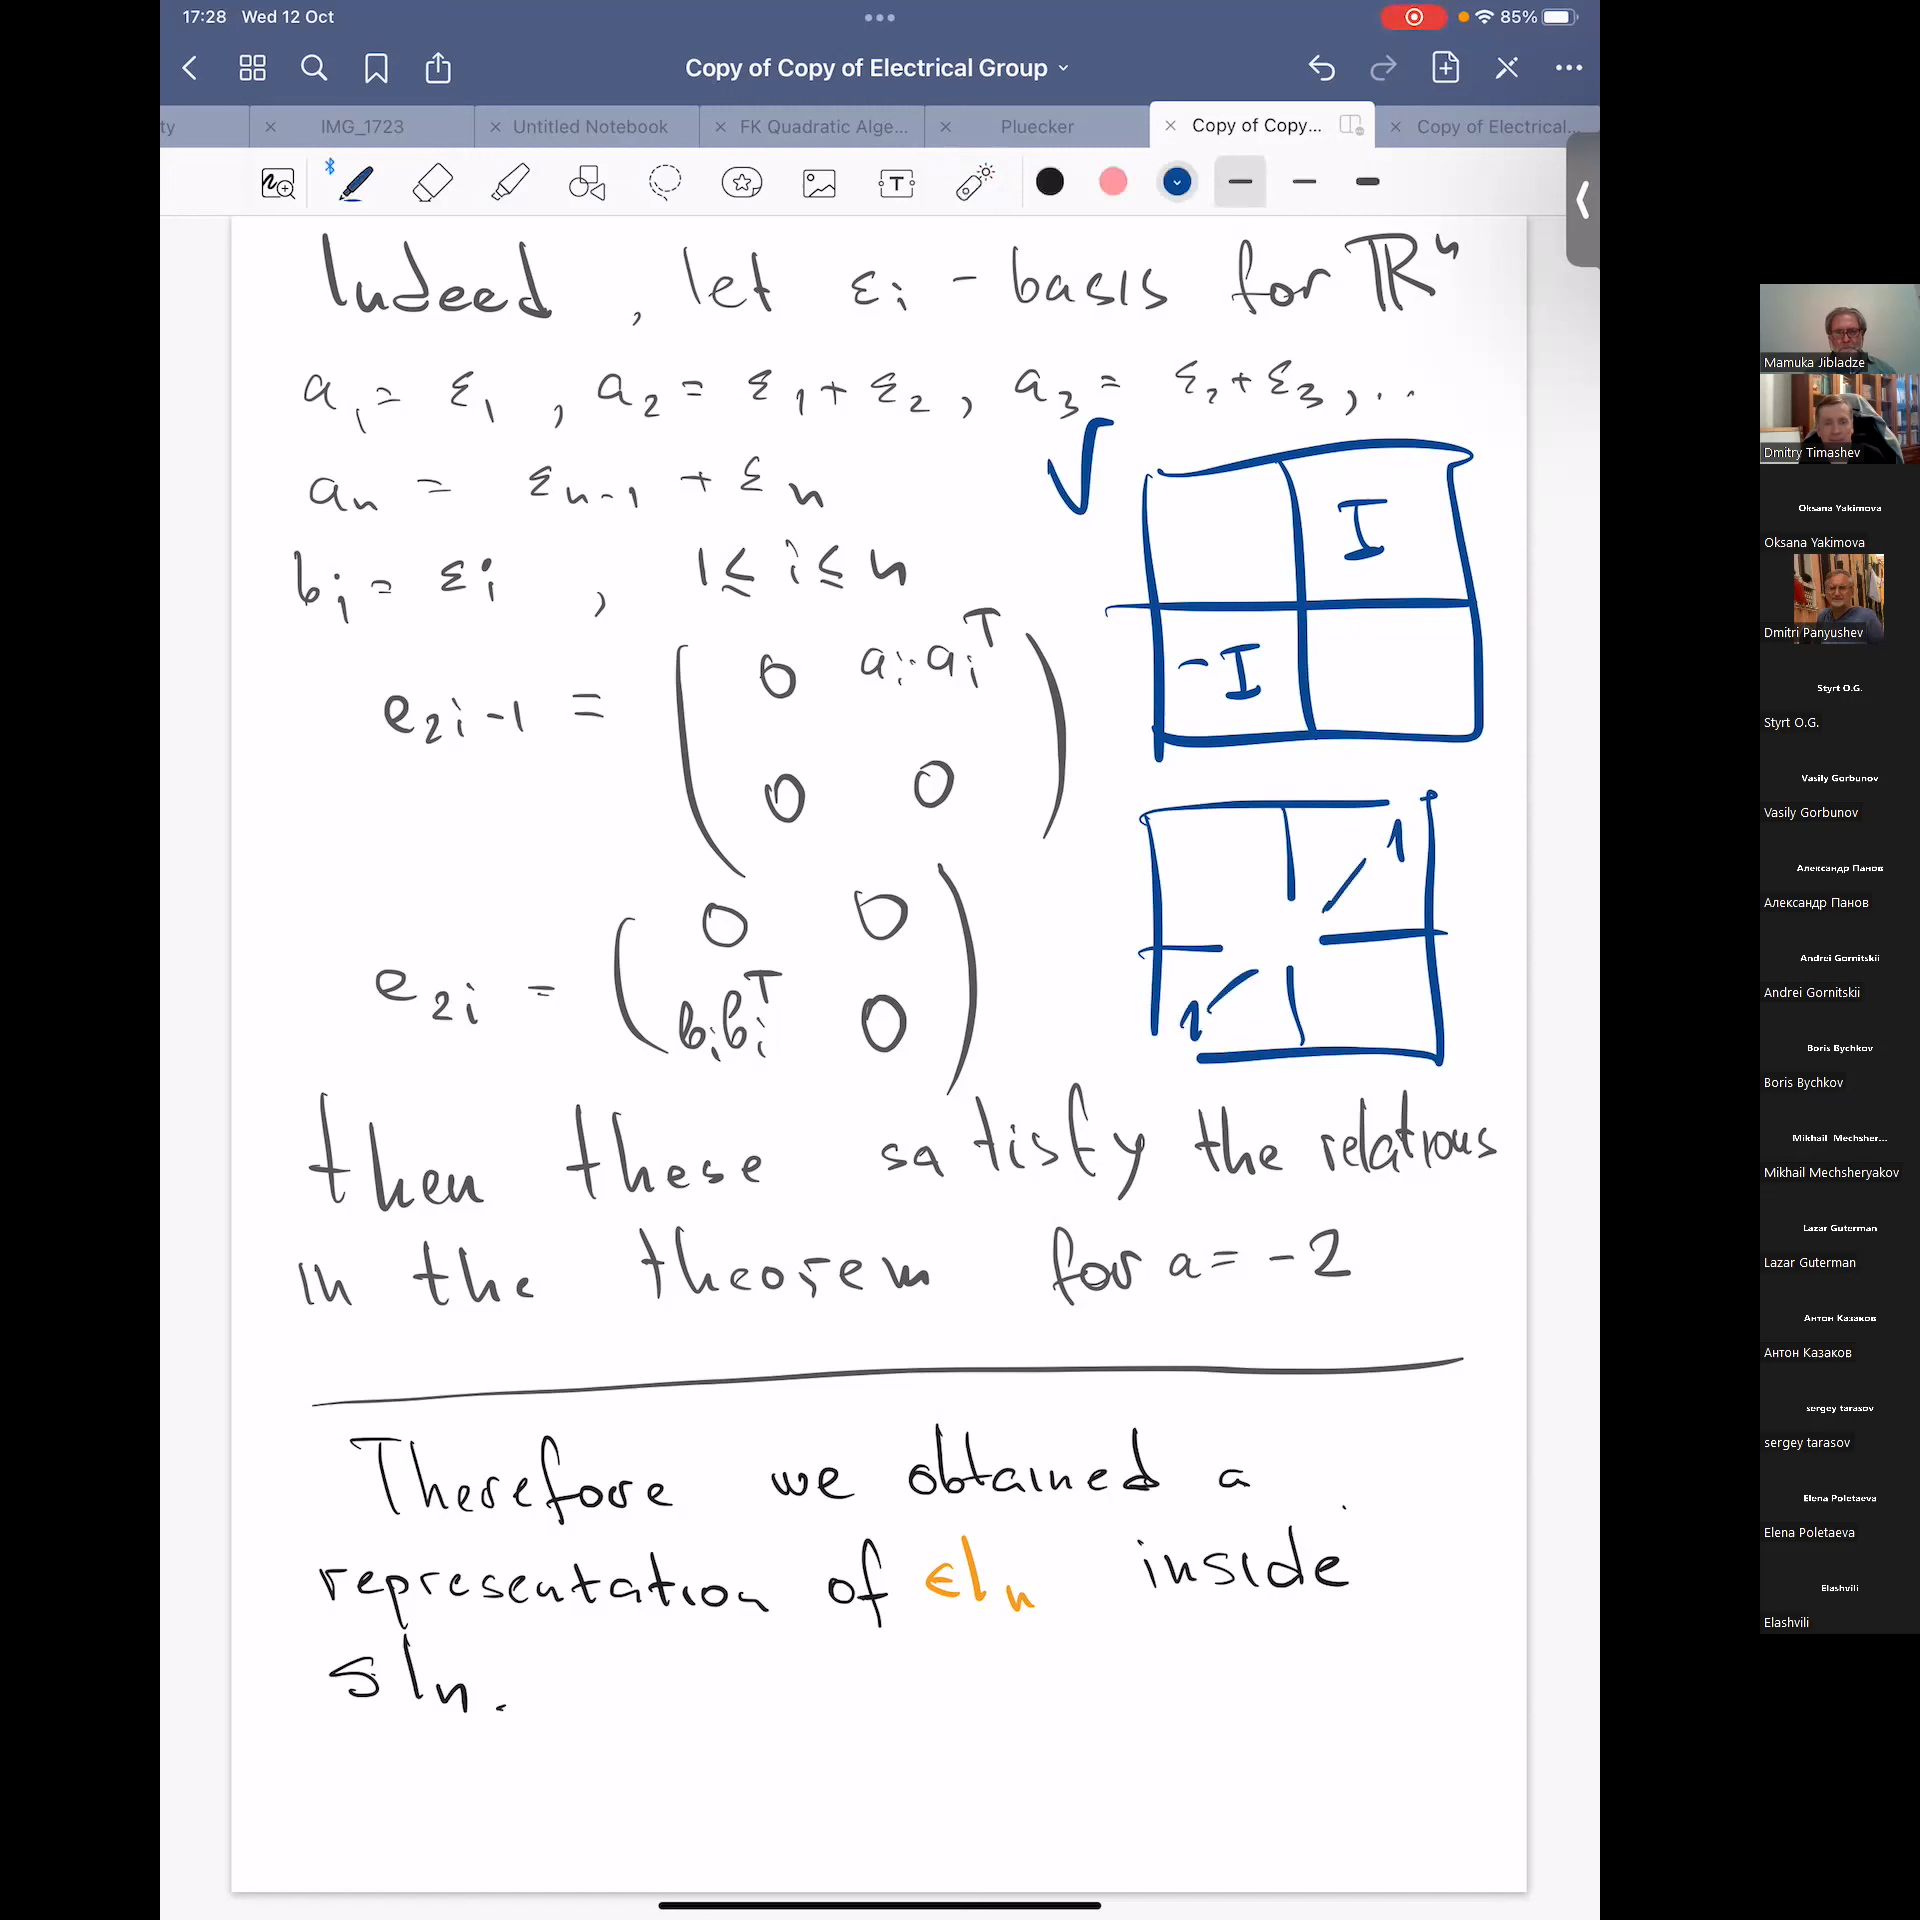 17:28 Wed 12 Oct
85%
Copy of Copy of Electrical Group
ty
IMG_1723
Untitled Notebook
FK Quadratic Alge...
Pluecker
Copy of Copy...
Copy of Electrical...
Indeed, let ε_i - basis for ℝ^n
a_1 = ε_1, a_2 = ε_1 + ε_2, a_3 = ε_2 + ε_3, ...
a_n = ε_{n-1} + ε_n
b_i = ε_i, 1 ≤ i ≤ n
I
-I
e_{2i-1} = ( 0 a_i·a_i^T
0 0 )
1
1
e_{2i} = ( 0 0
b_i b_i^T 0 )
then these satisfy the relations
in the theorem for a = -2
Therefore we obtained a
representation of el_n inside
sl_n.
Mamuka Jibladze
Dmitry Timashev
Oksana Yakimova
Oksana Yakimova
Dmitri Panyushev
Styrt O.G.
Styrt O.G.
Vasily Gorbunov
Vasily Gorbunov
Александр Панов
Александр Панов
Andrei Gornitskii
Andrei Gornitskii
Boris Bychkov
Boris Bychkov
Mikhail Mechsher...
Mikhail Mechsheryakov
Lazar Guterman
Lazar Guterman
Антон Казаков
Антон Казаков
sergey tarasov
sergey tarasov
Elena Poletaeva
Elena Poletaeva
Elashvili
Elashvili